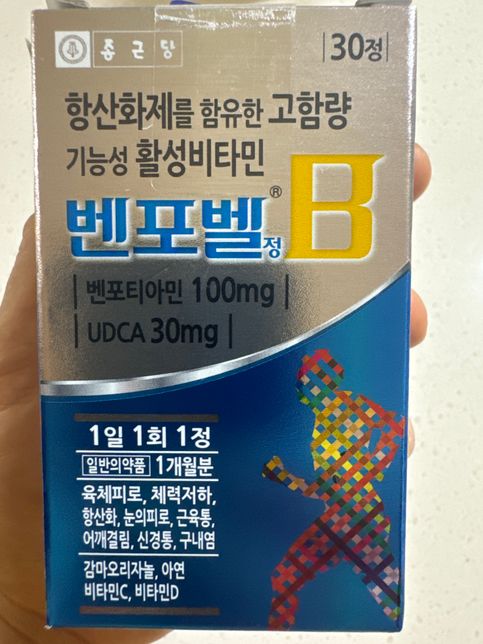 종근당
30정
항산화제를 함유한 고함량
기능성 활성비타민
벤포벨®정 B
벤포티아민 100mg
UDCA 30mg
1일 1회 1정
일반의약품 1개월분
육체피로, 체력저하,
항산화, 눈의피로, 근육통,
어깨결림, 신경통, 구내염
감마오리자놀, 아연
비타민C, 비타민D